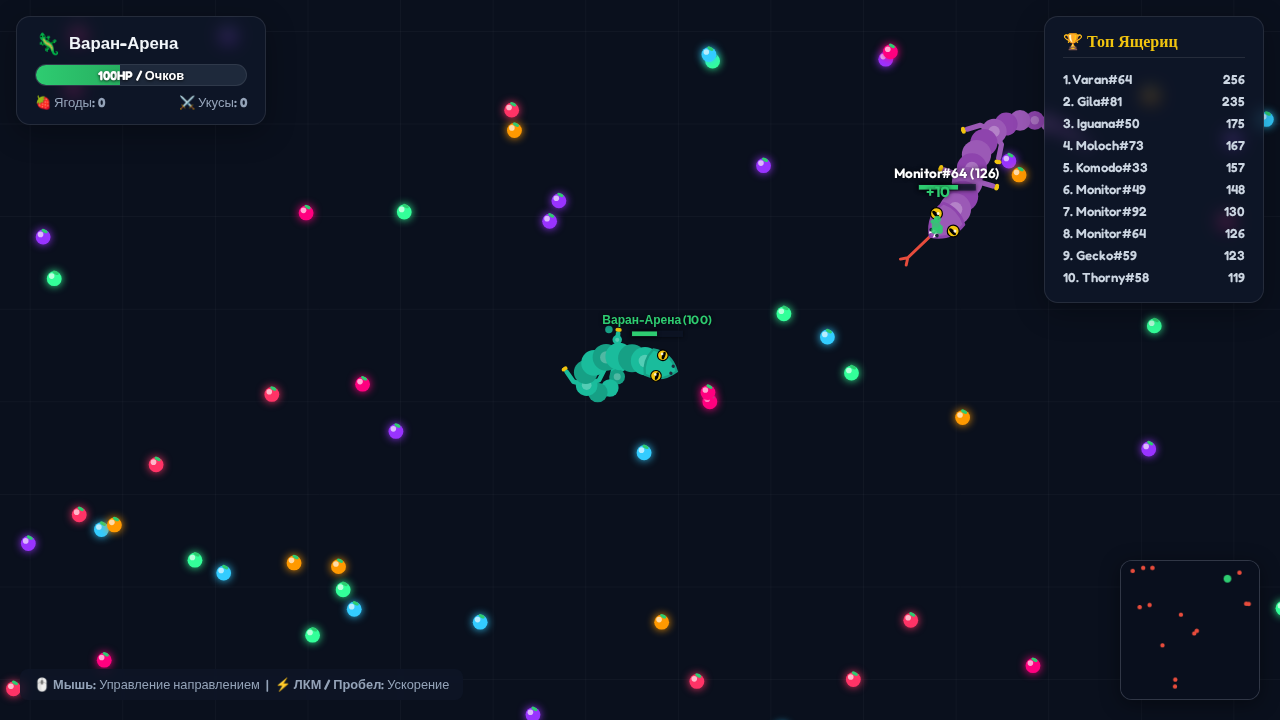 🦎 Варан-Арена
100HP / Очков
🍓 Ягоды: 0 ⚔️ Укусы: 0
🏆 Топ Ящериц
1. Varan#64 256
2. Gila#81 235
3. Iguana#50 175
4. Moloch#73 167
5. Komodo#33 157
6. Monitor#49 148
7. Monitor#92 130
8. Monitor#64 126
9. Gecko#59 123
10. Thorny#58 119
Monitor#64 (126)
+10
Варан-Арена (100)
🖱️ Мышь: Управление направлением | ⚡ ЛКМ / Пробел: Ускорение